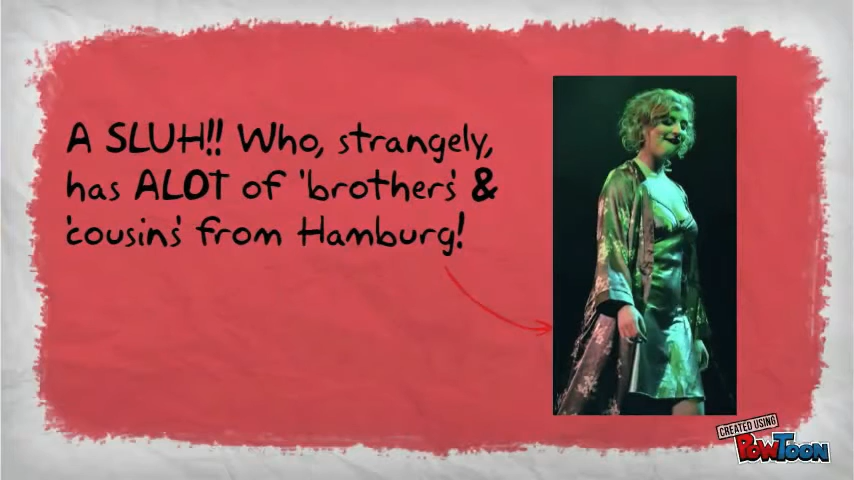 A SLUH!! Who, strangely,
has ALOT of 'brothers' &
'cousins' from Hamburg!
CREATED USING
POWTOON